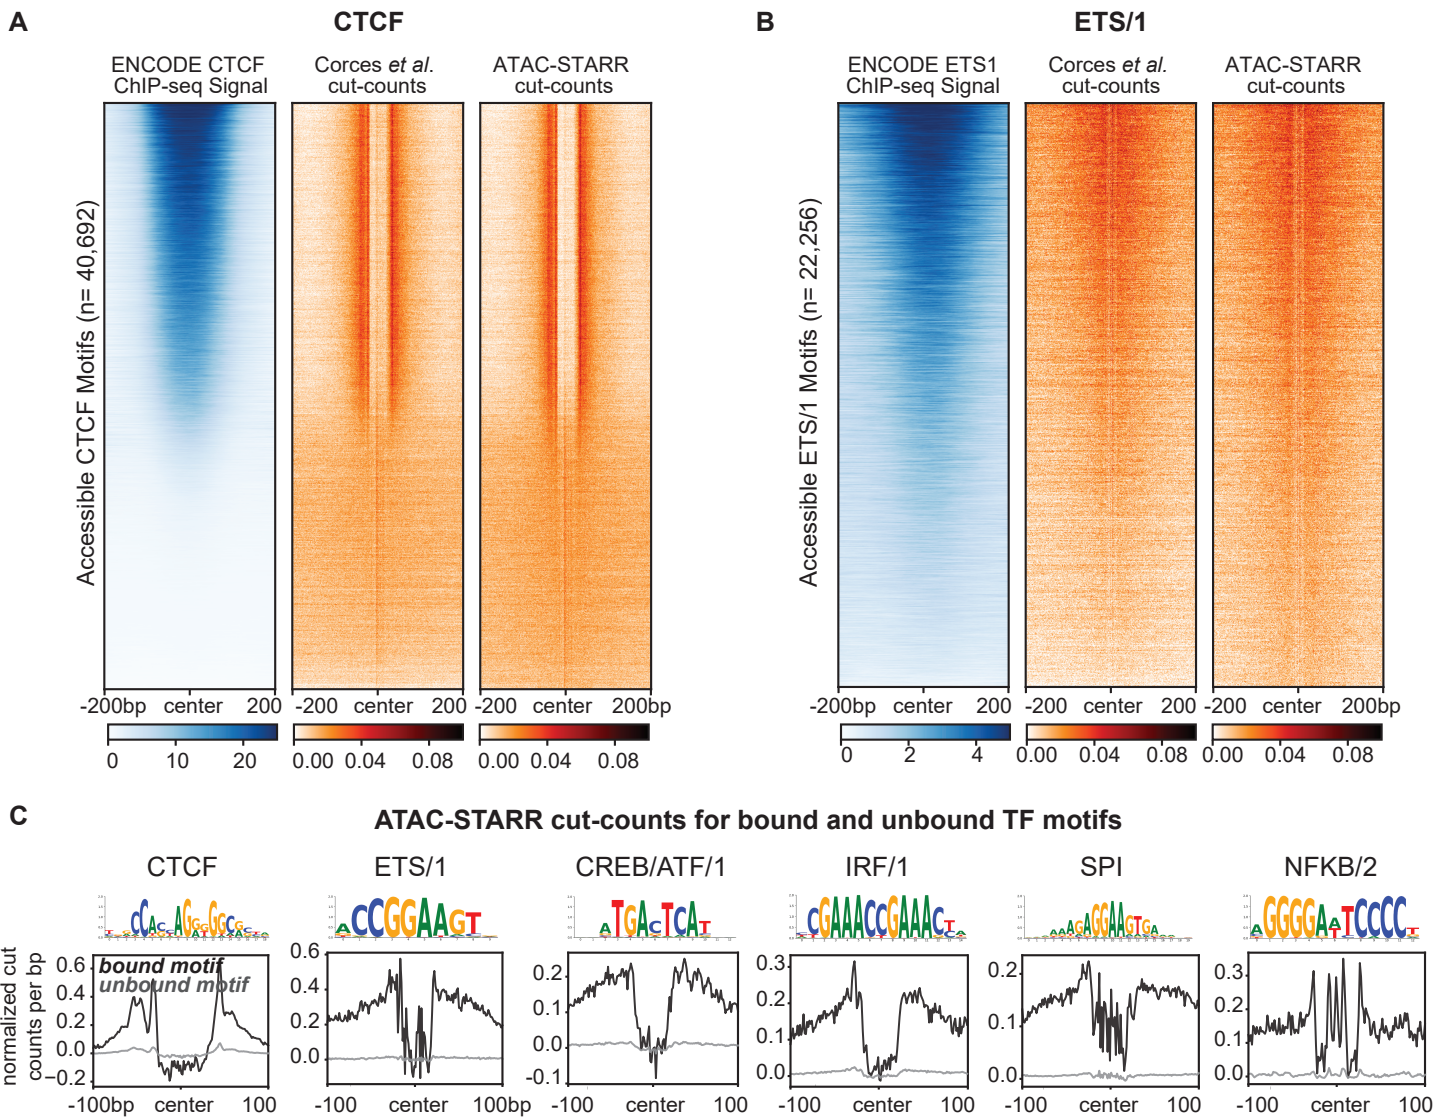 A
CTCF
ENCODE CTCF
ChIP-seq Signal
Corces et al.
cut-counts
ATAC-STARR
cut-counts
Accessible CTCF Motifs (n= 40,692)
-200bp center 200
-200 center 200
-200 center 200bp
0 10 20
0.00 0.04 0.08
0.00 0.04 0.08
B
ETS/1
ENCODE ETS1
ChIP-seq Signal
Corces et al.
cut-counts
ATAC-STARR
cut-counts
Accessible ETS/1 Motifs (n= 22,256)
-200bp center 200
-200 center 200
-200 center 200bp
0 2 4
0.00 0.04 0.08
0.00 0.04 0.08
C
ATAC-STARR cut-counts for bound and unbound TF motifs
CTCF
ETS/1
CREB/ATF/1
IRF/1
SPI
NFKB/2
normalized cut
counts per bp
bound motif
unbound motif
0.6
0.4
0.2
0.0
−0.2
-100bp center 100
0.6
0.4
0.2
0.0
-100 center 100bp
0.2
0.1
0.0
-0.1
-100 center 100
0.3
0.2
0.1
0.0
-100 center 100
0.2
0.1
0.0
-100 center 100
0.3
0.2
0.1
0.0
-100 center 100